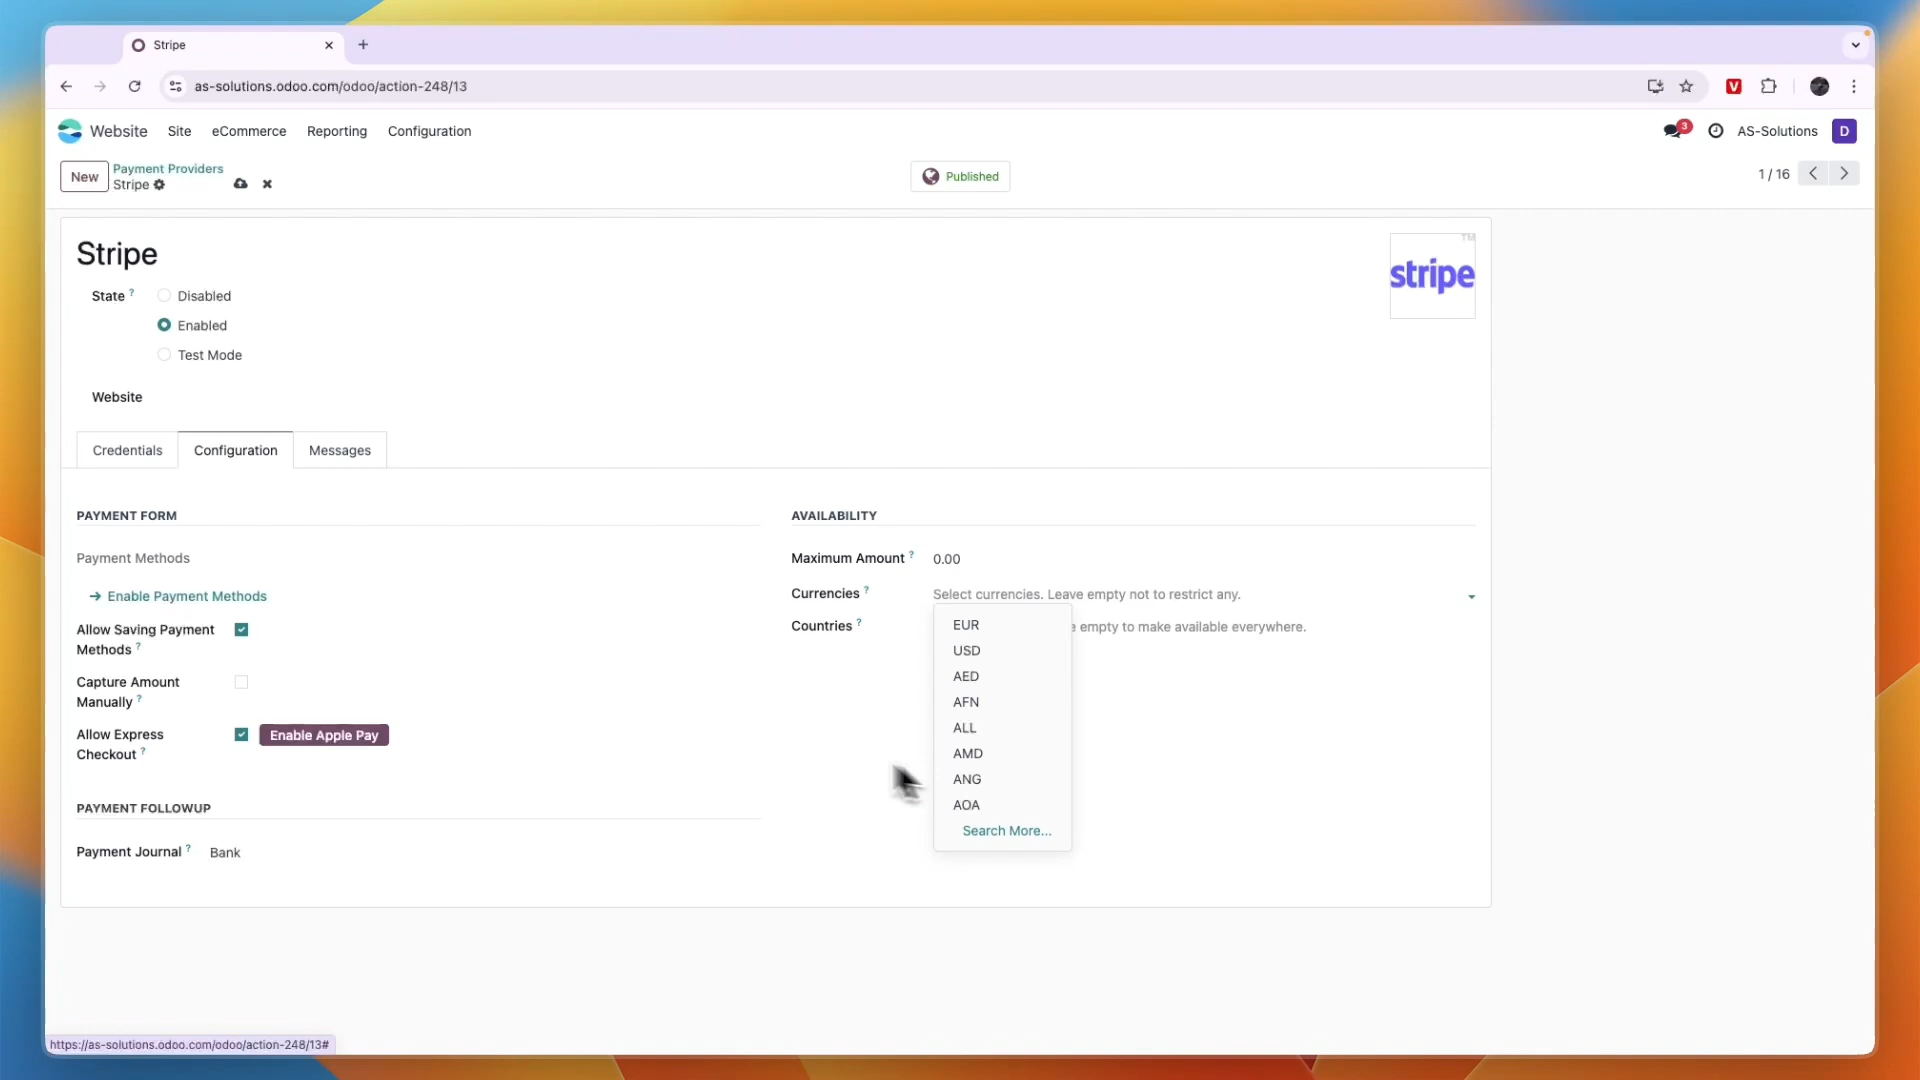 Stripe
as-solutions.odoo.com/odoo/action-248/13
V
Website Site eCommerce Reporting Configuration
3
AS-Solutions
D
New
Payment Providers
Stripe
Published
1 / 16
Stripe
stripe
TM
State ?
Disabled
Enabled
Test Mode
Website
Credentials Configuration Messages
PAYMENT FORM
Payment Methods
→ Enable Payment Methods
Allow Saving Payment
Methods ?
Capture Amount
Manually ?
Allow Express
Checkout ?
Enable Apple Pay
PAYMENT FOLLOWUP
Payment Journal ? Bank
AVAILABILITY
Maximum Amount ? 0.00
Currencies ? Select currencies. Leave empty not to restrict any.
Countries ? e empty to make available everywhere.
EUR
USD
AED
AFN
ALL
AMD
ANG
AOA
Search More...
https://as-solutions.odoo.com/odoo/action-248/13#